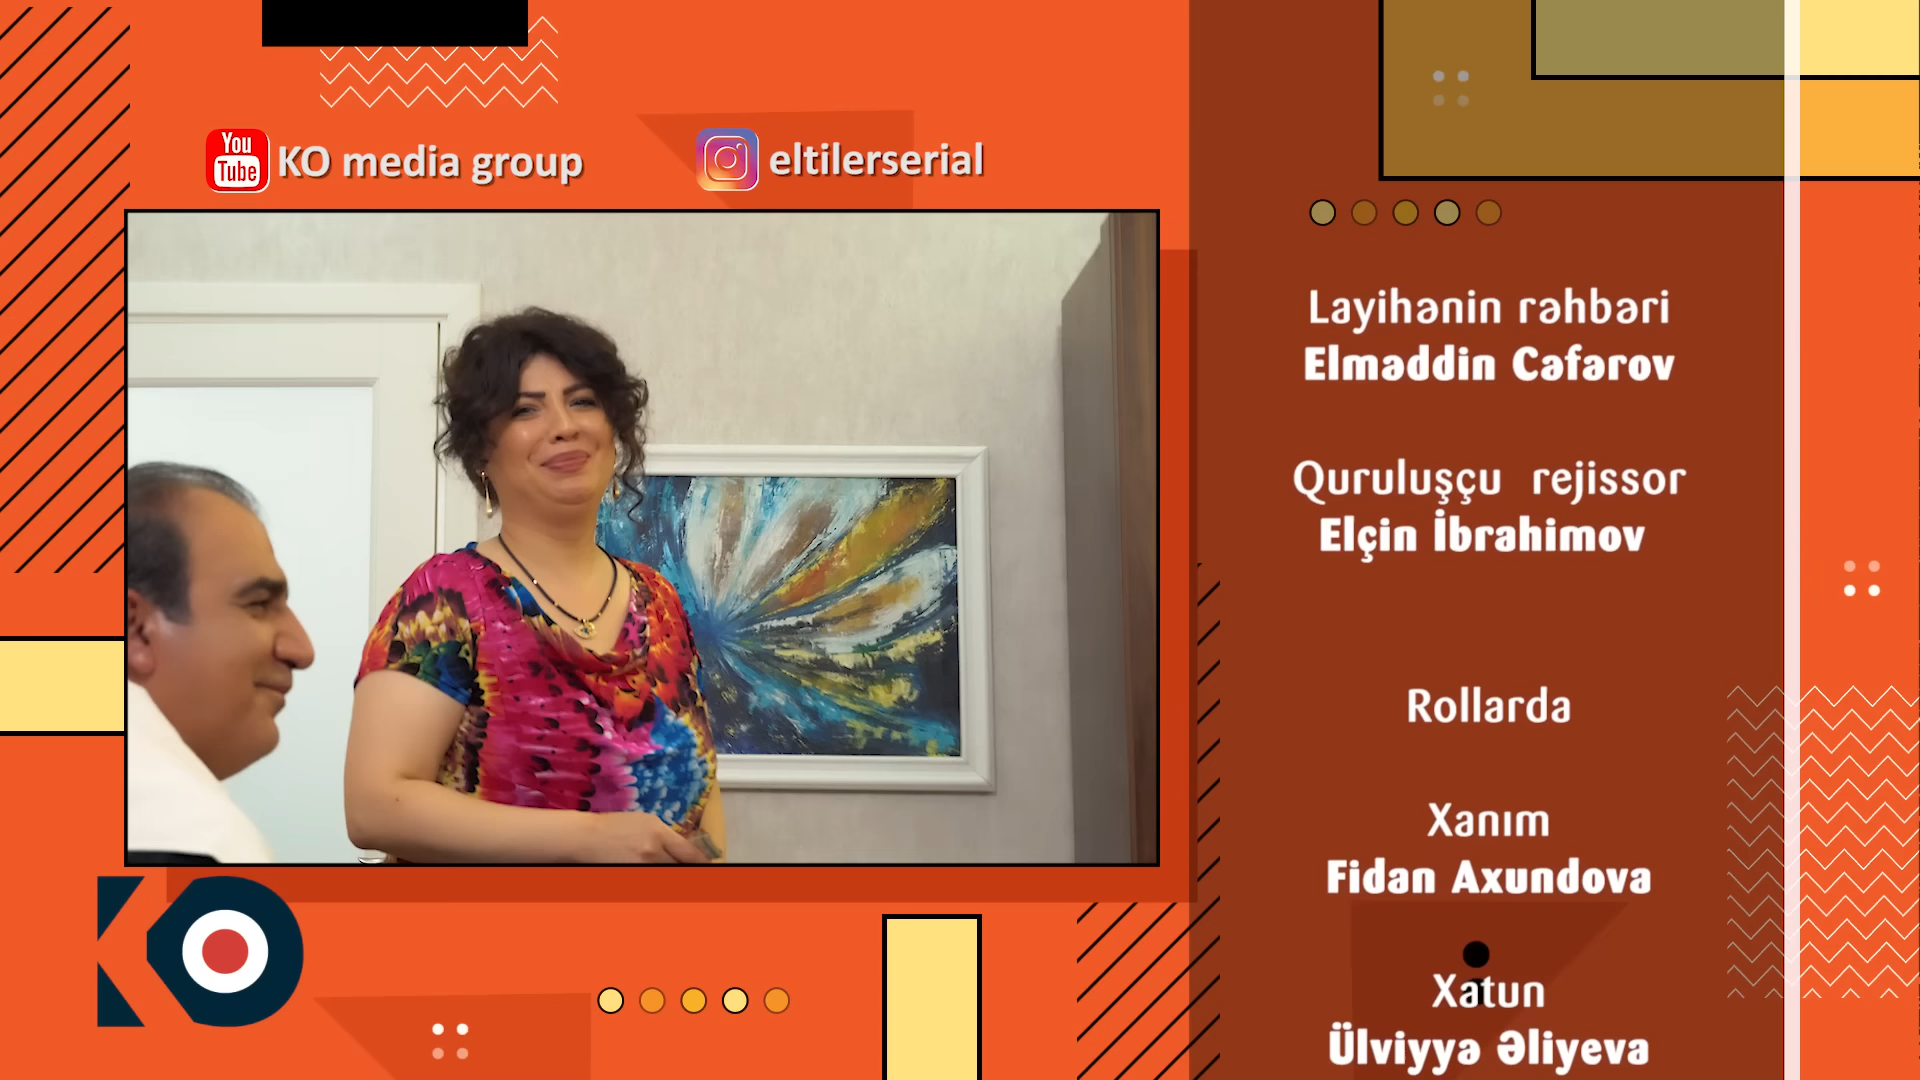 You
Tube
KO media group
eltilerserial
Layihənin rəhbəri
Elməddin Cəfərov
Quruluşçu rejissor
Elçin İbrahimov
Rollarda
Xanım
Fidan Axundova
Xatun
Ülviyyə Əliyeva
KO